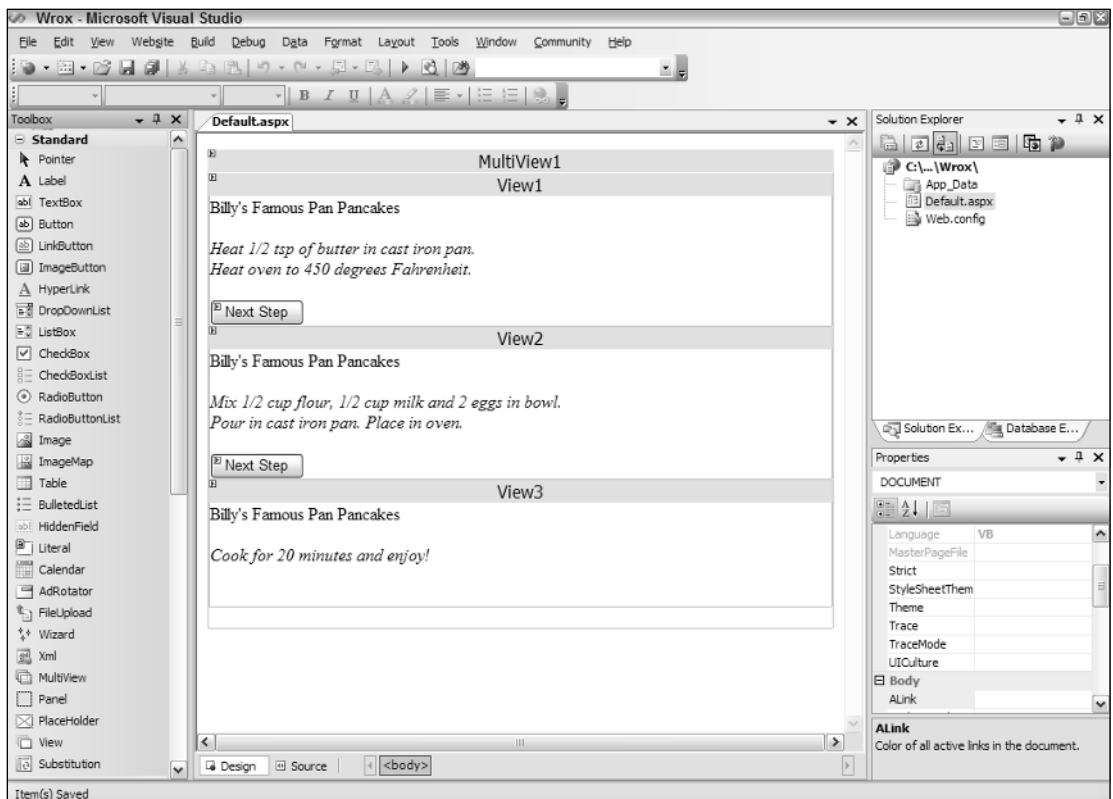 Wrox - Microsoft Visual Studio
File Edit View Website Build Debug Data Format Layout Tools Window Community Help
B I U A
Toolbox
Standard
Pointer
A Label
abl TextBox
ab Button
ab LinkButton
ImageButton
A HyperLink
DropDownList
ListBox
CheckBox
CheckBoxList
RadioButton
RadioButtonList
Image
ImageMap
Table
BulletedList
abl HiddenField
Literal
Calendar
AdRotator
FileUpload
Wizard
Xml
MultiView
Panel
PlaceHolder
View
Substitution
Default.aspx
MultiView1
View1
Billy's Famous Pan Pancakes
Heat 1/2 tsp of butter in cast iron pan.
Heat oven to 450 degrees Fahrenheit.
Next Step
View2
Billy's Famous Pan Pancakes
Mix 1/2 cup flour, 1/2 cup milk and 2 eggs in bowl.
Pour in cast iron pan. Place in oven.
Next Step
View3
Billy's Famous Pan Pancakes
Cook for 20 minutes and enjoy!
Design Source <body>
Solution Explorer
C:\...\Wrox\
App_Data
Default.aspx
Web.config
Solution Ex... Database E...
Properties
DOCUMENT
Language VB
MasterPageFile
Strict
StyleSheetThem
Theme
Trace
TraceMode
UICulture
Body
ALink
ALink
Color of all active links in the document.
Item(s) Saved